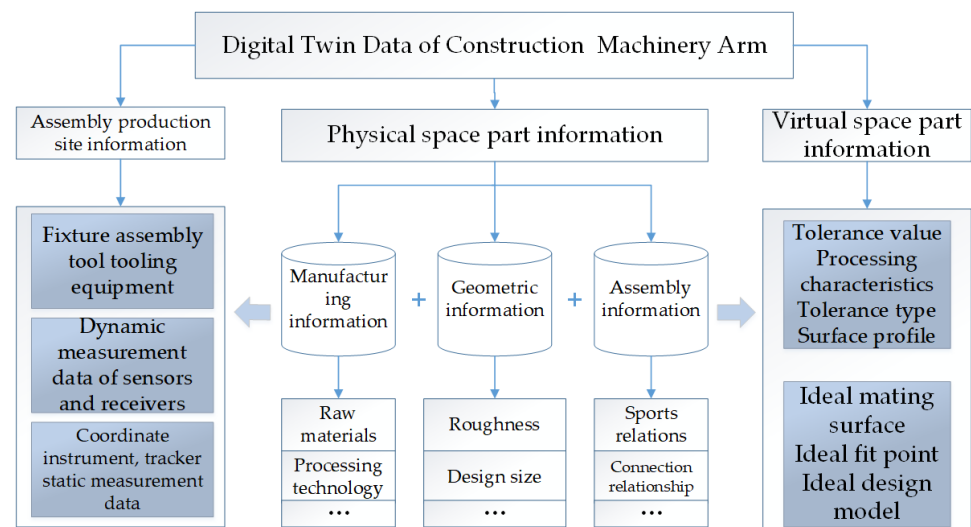 Digital Twin Data of Construction Machinery Arm
Assembly production
site information
Physical space part information
Virtual space part
information
Fixture assembly
tool tooling
equipment
Dynamic
measurement
data of sensors
and receivers
Coordinate
instrument, tracker
static measurement
data
Manufactur
ing
information
+
Geometric
information
+
Assembly
information
Raw
materials
Processing
technology
...
Roughness
Design size
...
Sports
relations
Connection
relationship
...
Tolerance value
Processing
characteristics
Tolerance type
Surface profile
Ideal mating
surface
Ideal fit point
Ideal design
model